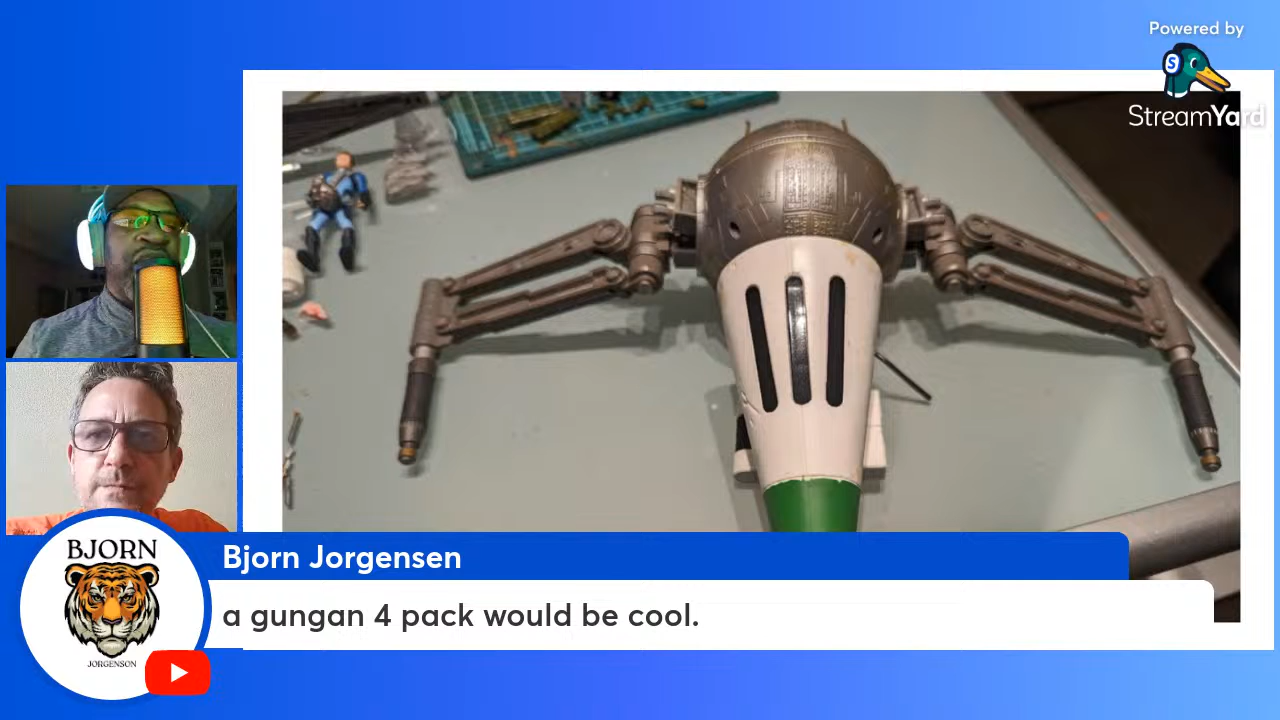 Powered by
S
StreamYard
Bjorn Jorgensen
BJORN
JORGENSON
a gungan 4 pack would be cool.